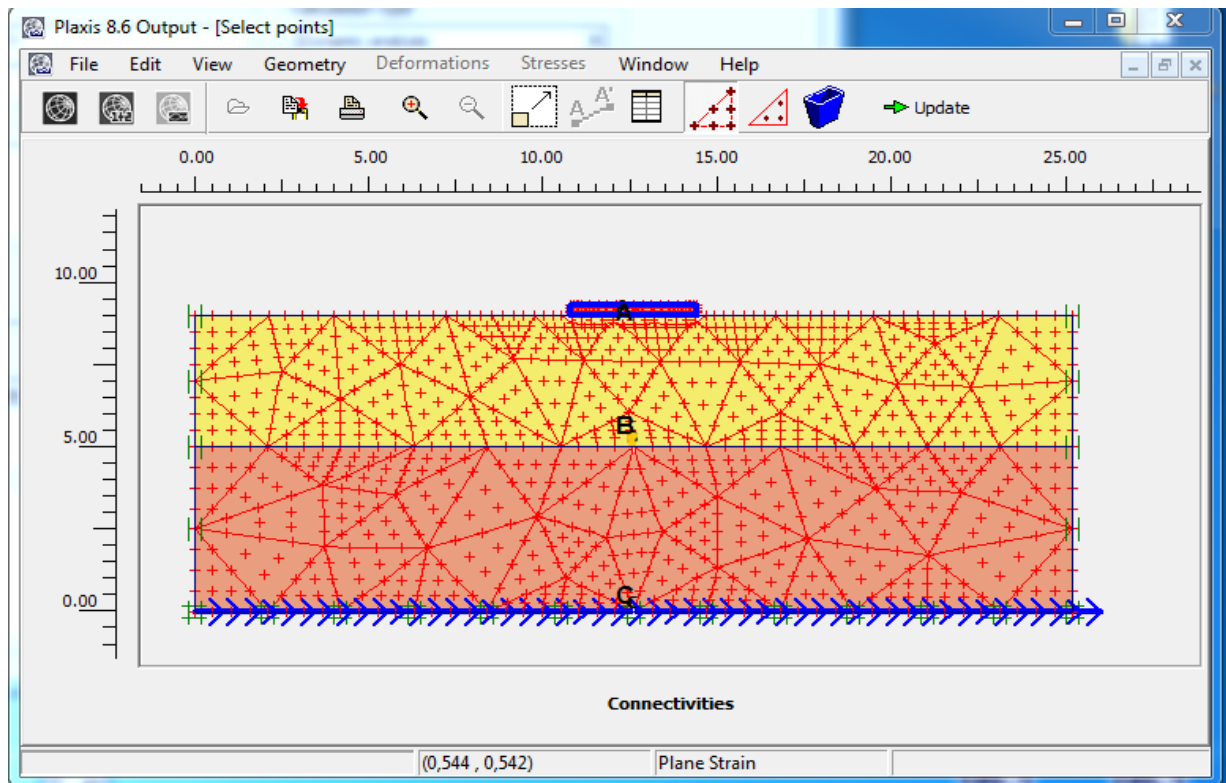 Plaxis 8.6 Output - [Select points]
File Edit View Geometry Deformations Stresses Window Help
A A' Update
0.00 5.00 10.00 15.00 20.00 25.00
10.00
A
5.00
B
0.00
C
Connectivities
(0,544 , 0,542) Plane Strain